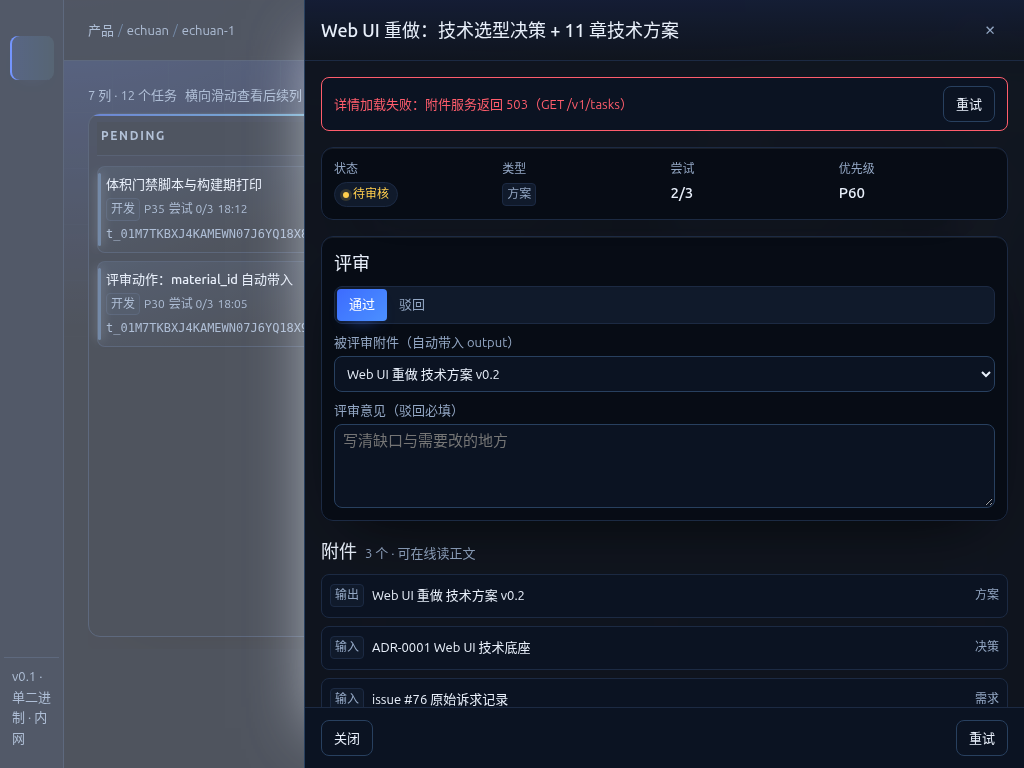 产品 / echuan / echuan-1
7 列 · 12 个任务 横向滑动查看后续列
PENDING
体积门禁脚本与构建期打印
开发 P35 尝试 0/3 18:12
t_01M7TKBXJ4KAMEWN07J6YQ18X
评审动作：material_id 自动带入
开发 P30 尝试 0/3 18:05
t_01M7TKBXJ4KAMEWN07J6YQ18X
v0.1 ·
单二进
制 · 内
网
Web UI 重做：技术选型决策 + 11 章技术方案
×
详情加载失败：附件服务返回 503（GET /v1/tasks）
重试
状态 类型 尝试 优先级
待审核 方案 2/3 P60
评审
通过 驳回
被评审附件（自动带入 output）
Web UI 重做 技术方案 v0.2
评审意见（驳回必填）
写清缺口与需要改的地方
附件 3 个 · 可在线读正文
输出 Web UI 重做 技术方案 v0.2 方案
输入 ADR-0001 Web UI 技术底座 决策
输入 issue #76 原始诉求记录 需求
关闭 重试